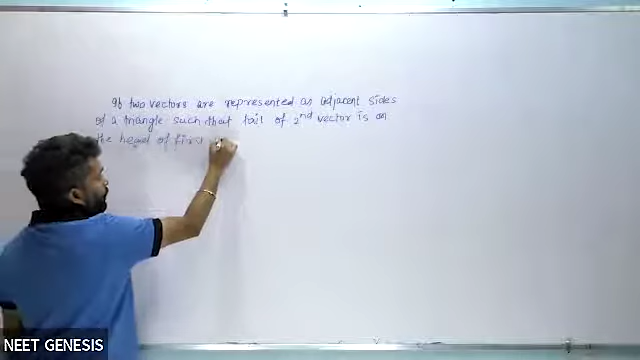 If two vectors are represented as adjacent sides
of a triangle such that tail of 2nd vector is on
the head of first
NEET GENESIS